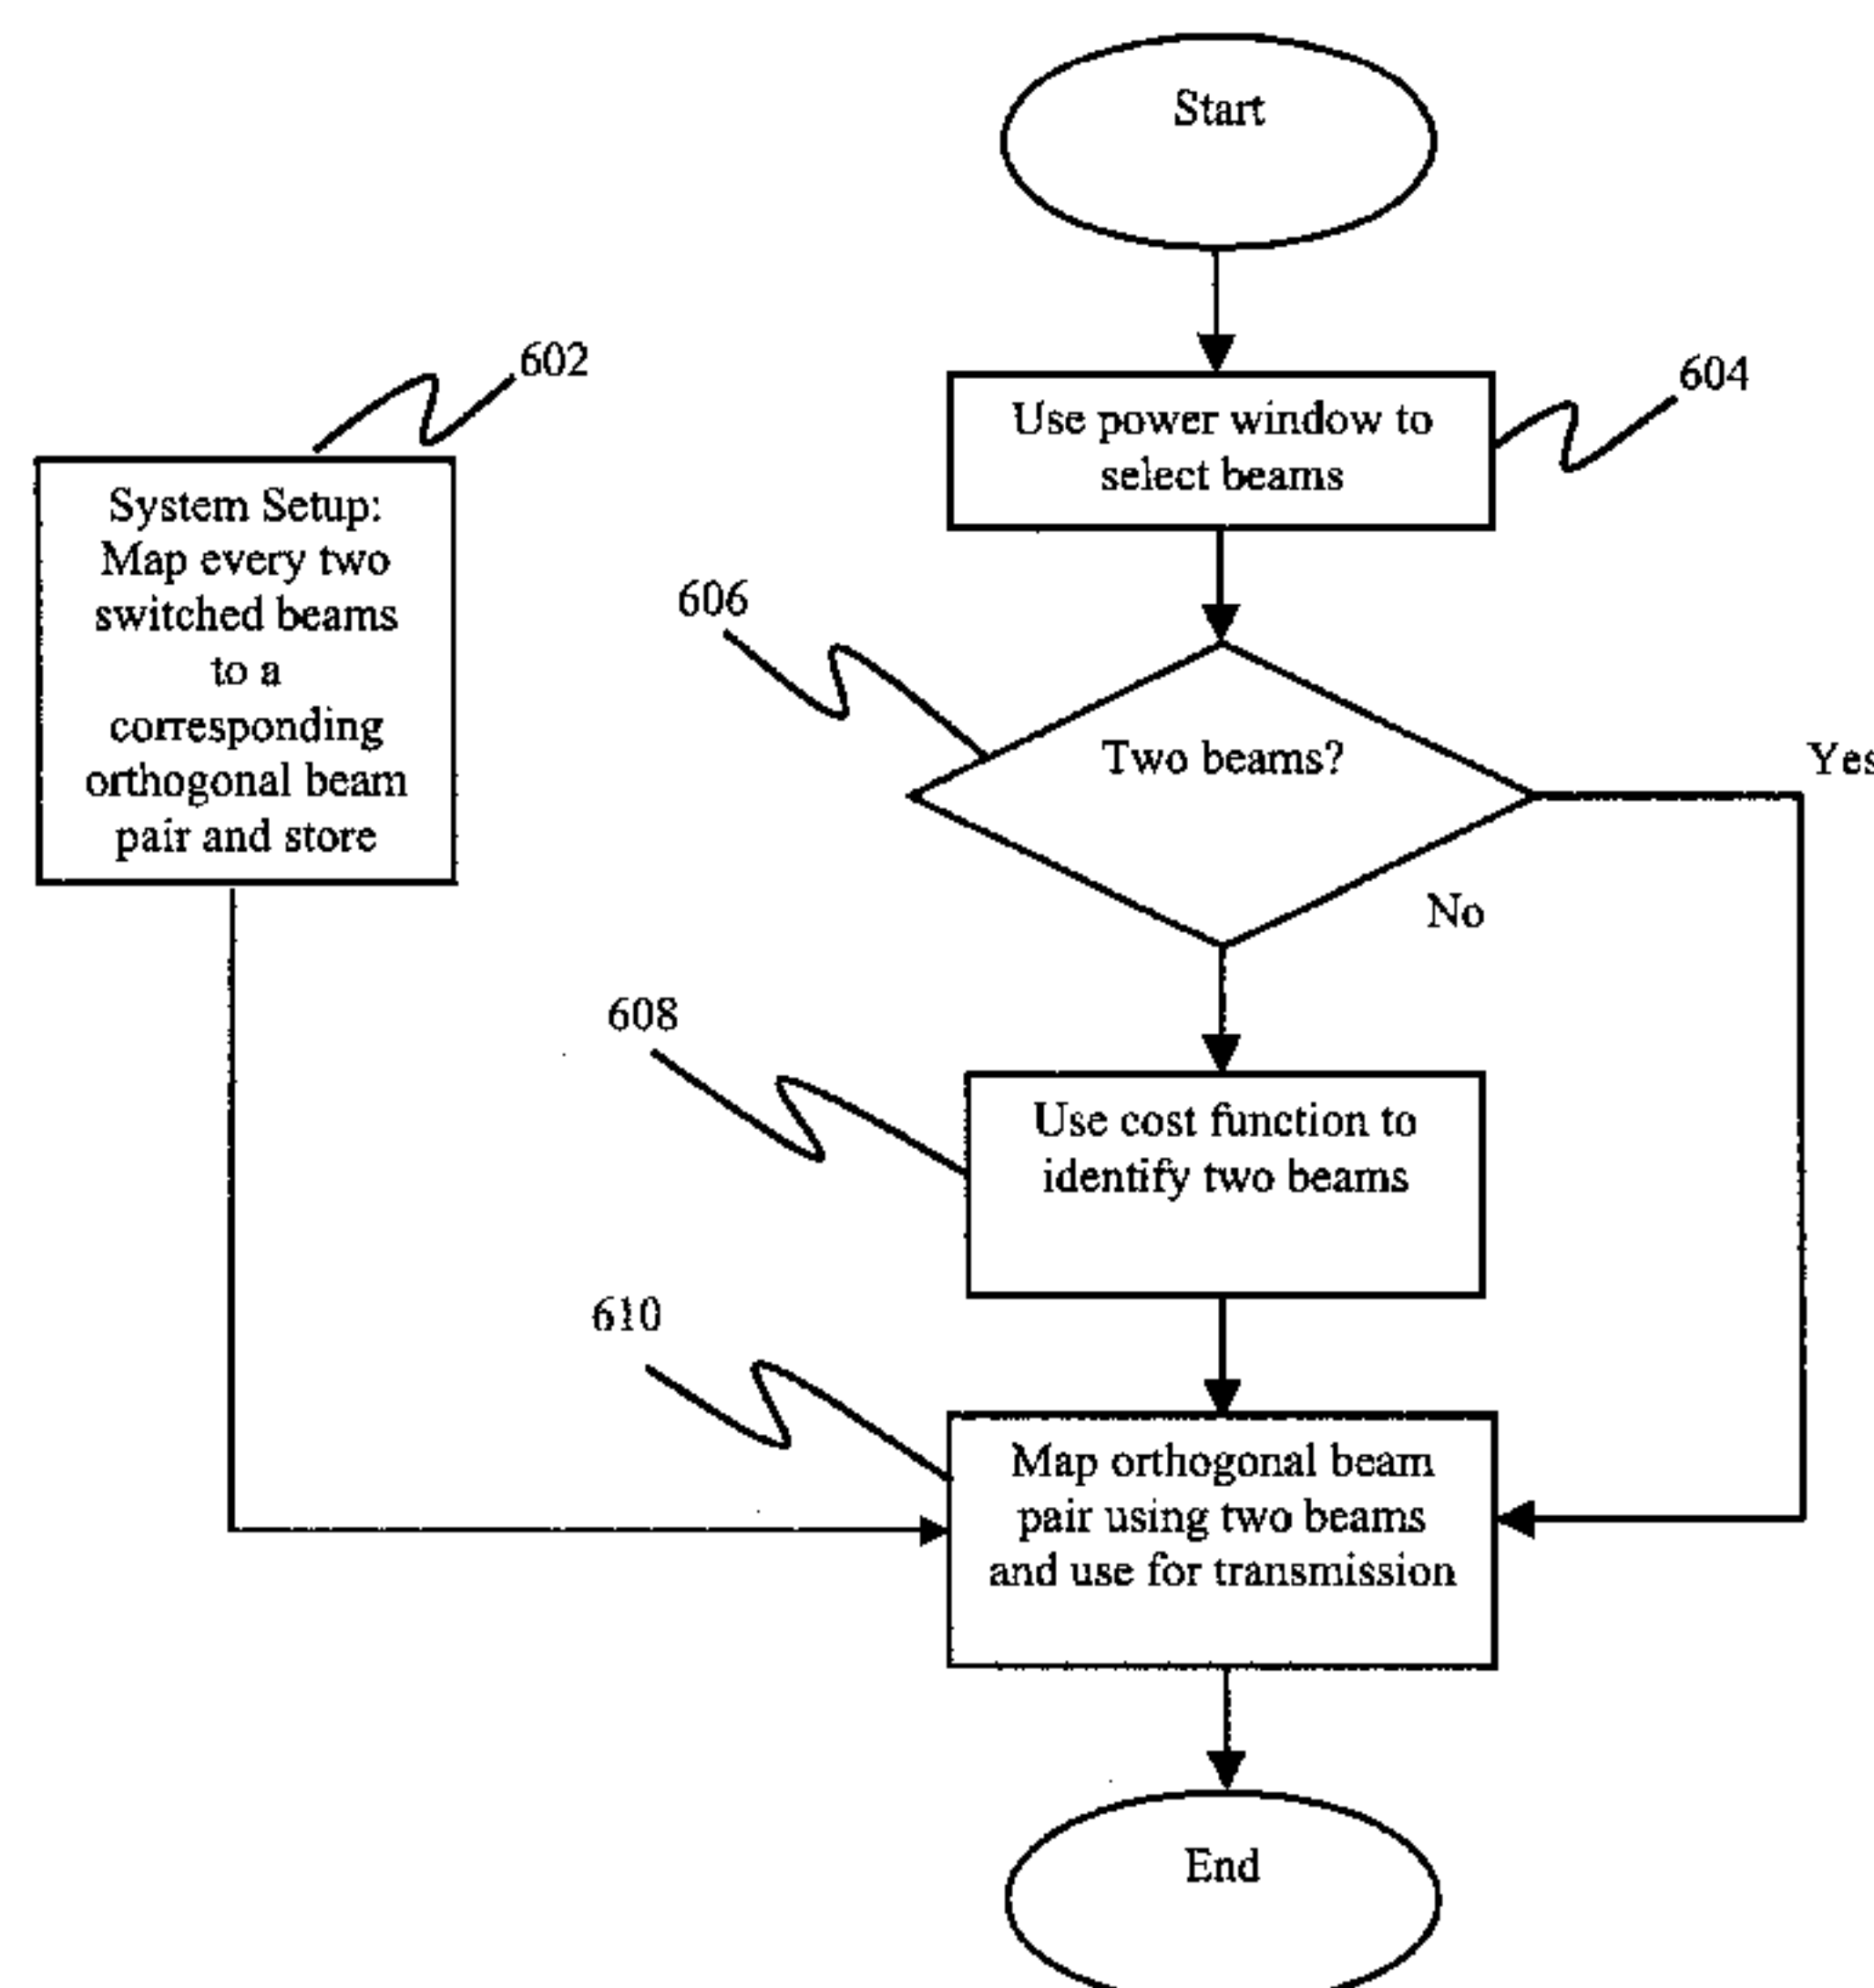 Start
602
604
Use power window to
select beams
System Setup:
Map every two
switched beams
to a
corresponding
orthogonal beam
pair and store
606
Two beams?
Yes
No
608
Use cost function to
identify two beams
610
Map orthogonal beam
pair using two beams
and use for transmission
End